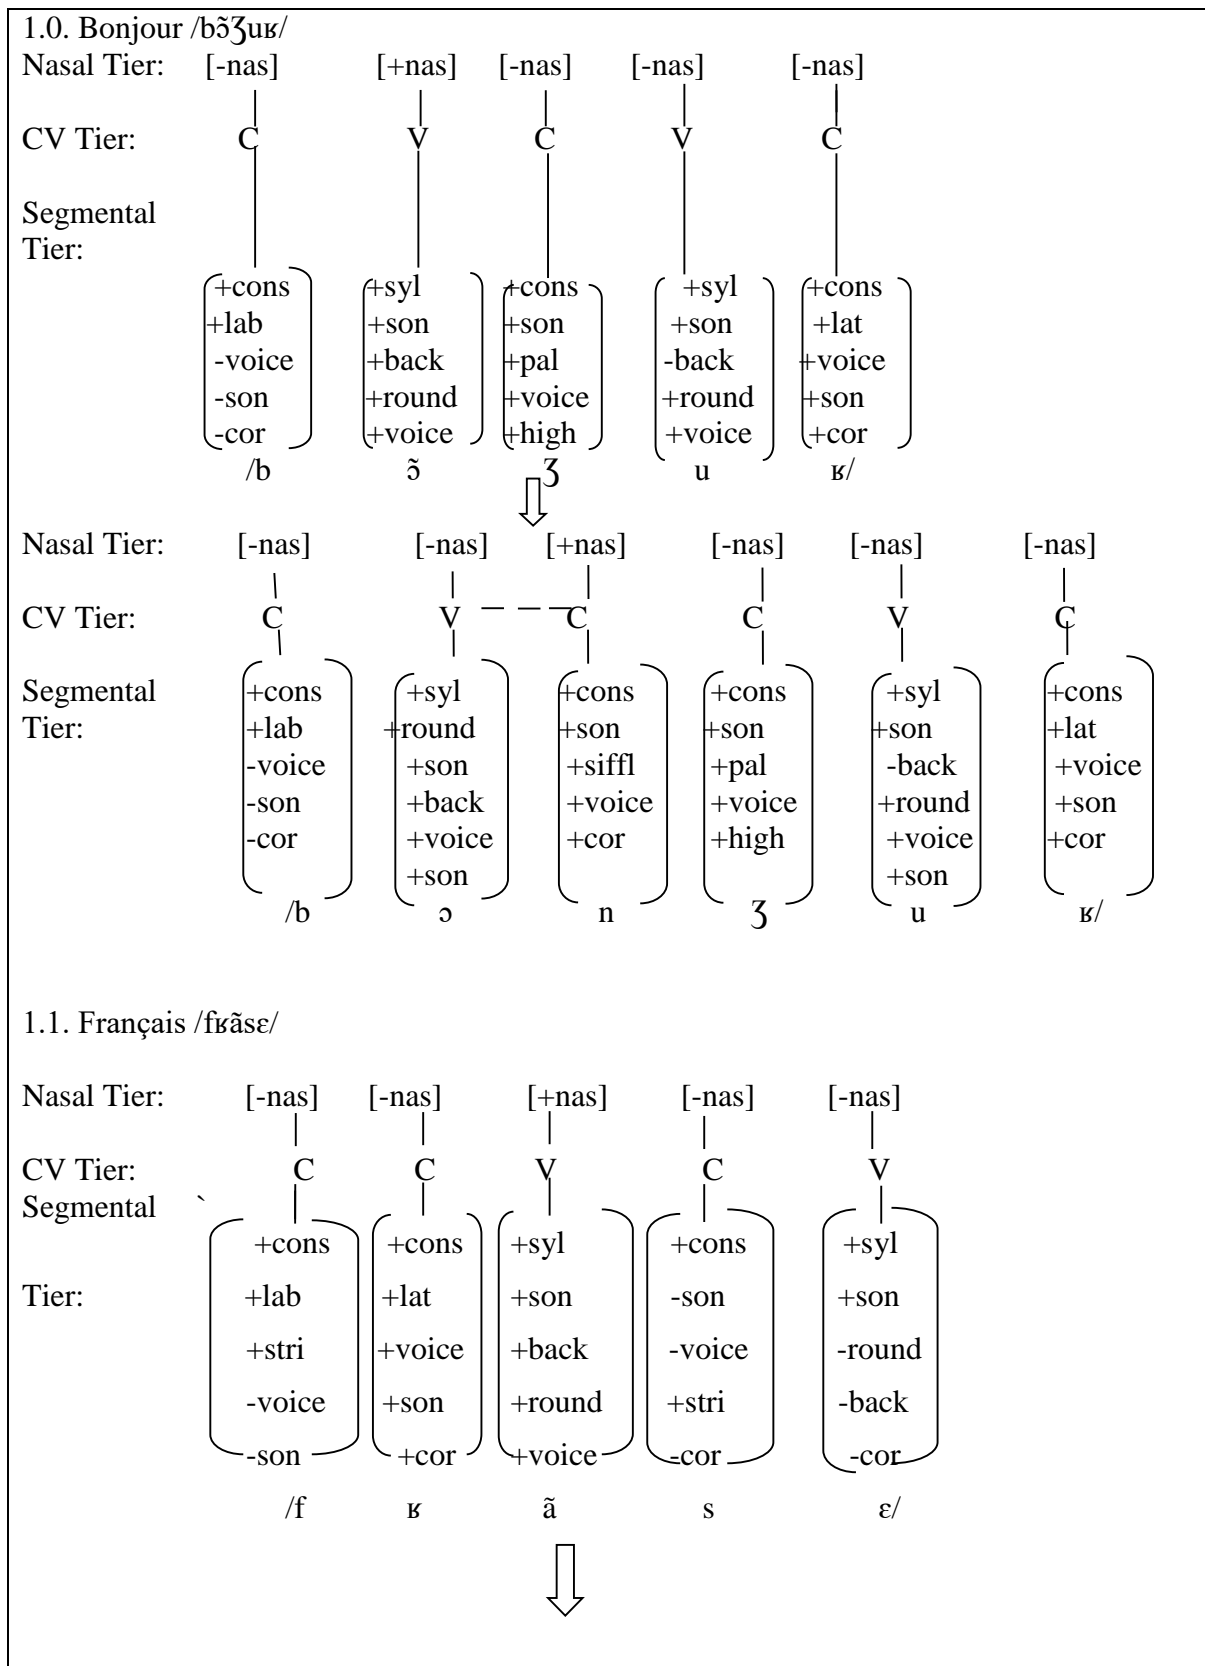 1.0. Bonjour /bɔ̃Ʒuʁ/
Nasal Tier: [-nas] [+nas] [-nas] [-nas] [-nas]
CV Tier: C V C V C
Segmental
Tier:
+cons +syl +cons +syl +cons
+lab +son +son +son +lat
-voice +back +pal -back +voice
-son +round +voice +round +son
-cor +voice +high +voice +cor
/b ɔ̃ Ʒ u ʁ/
Nasal Tier: [-nas] [-nas] [+nas] [-nas] [-nas] [-nas]
CV Tier: C V C C V C
Segmental +cons +syl +cons +cons +syl +cons
Tier: +lab +round +son +son +son +lat
-voice +son +siffl +pal -back +voice
-son +back +voice +voice +round +son
-cor +voice +cor +high +voice +cor
+son +son
/b ɔ n Ʒ u ʁ/
1.1. Français /fʁãsɛ/
Nasal Tier: [-nas] [-nas] [+nas] [-nas] [-nas]
CV Tier: C C V C V
Segmental `
+cons +cons +syl +cons +syl
Tier: +lab +lat +son -son +son
+stri +voice +back -voice -round
-voice +son +round +stri -back
-son +cor +voice -cor -cor
/f ʁ ã s ɛ/